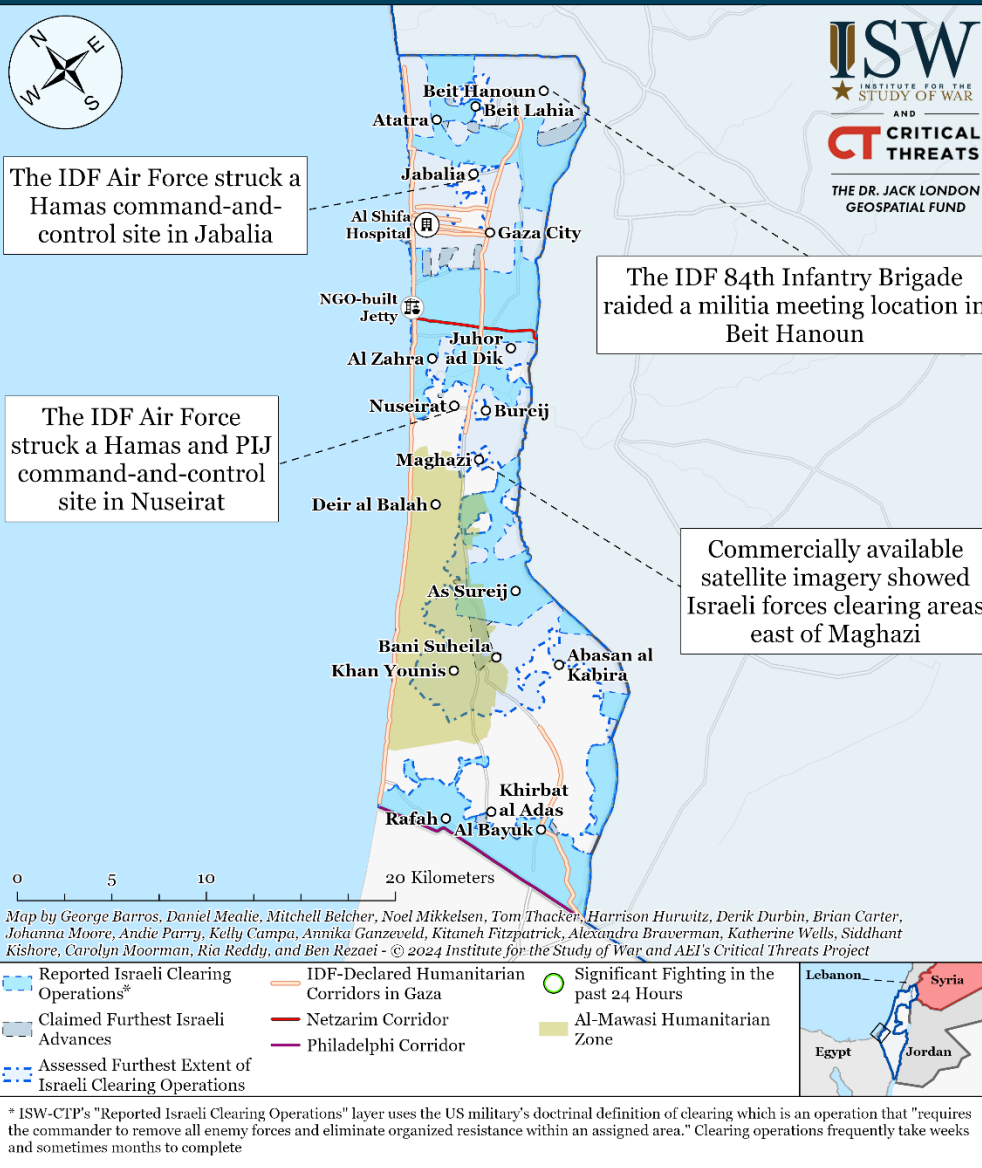 N
E
W
S
ISW
INSTITUTE FOR THE
STUDY OF WAR
AND
CT CRITICAL
THREATS
THE DR. JACK LONDON
GEOSPATIAL FUND
Beit Hanoun
Beit Lahia
Atatra
The IDF Air Force struck a
Hamas command-and-
control site in Jabalia
Jabalia
Al Shifa
Hospital
Gaza City
The IDF 84th Infantry Brigade
raided a militia meeting location in
Beit Hanoun
NGO-built
Jetty
Juhor
ad Dik
Al Zahra
The IDF Air Force
struck a Hamas and PIJ
command-and-control
site in Nuseirat
Nuseirat
Bureij
Maghazi
Deir al Balah
Commercially available
satellite imagery showed
Israeli forces clearing areas
east of Maghazi
As Sureij
Bani Suheila
Khan Younis
Abasan al
Kabira
Khirbat
al Adas
Rafah
Al Bayuk
0 5 10 20 Kilometers
Map by George Barros, Daniel Mealie, Mitchell Belcher, Noel Mikkelsen, Tom Thacker, Harrison Hurwitz, Derik Durbin, Brian Carter,
Johanna Moore, Andie Parry, Kelly Campa, Annika Ganzeveld, Kitaneh Fitzpatrick, Alexandra Braverman, Katherine Wells, Siddhant
Kishore, Carolyn Moorman, Ria Reddy, and Ben Rezaei - © 2024 Institute for the Study of War and AEI's Critical Threats Project
Reported Israeli Clearing
Operations*
Claimed Furthest Israeli
Advances
Assessed Furthest Extent of
Israeli Clearing Operations
IDF-Declared Humanitarian
Corridors in Gaza
Netzarim Corridor
Philadelphi Corridor
Significant Fighting in the
past 24 Hours
Al-Mawasi Humanitarian
Zone
Lebanon
Syria
Egypt
Jordan
* ISW-CTP's "Reported Israeli Clearing Operations" layer uses the US military's doctrinal definition of clearing which is an operation that "requires
the commander to remove all enemy forces and eliminate organized resistance within an assigned area." Clearing operations frequently take weeks
and sometimes months to complete